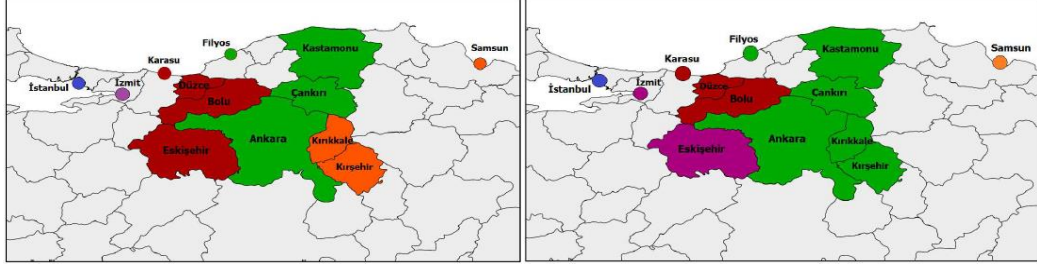 Filyos
Kastamonu
Samsun
Karasu
İstanbul
İzmit
Düzce
Bolu
Çankırı
Ankara
Kırıkkale
Eskişehir
Kırşehir
Filyos
Kastamonu
Samsun
Karasu
İstanbul
İzmit
Düzce
Bolu
Çankırı
Ankara
Kırıkkale
Eskişehir
Kırşehir